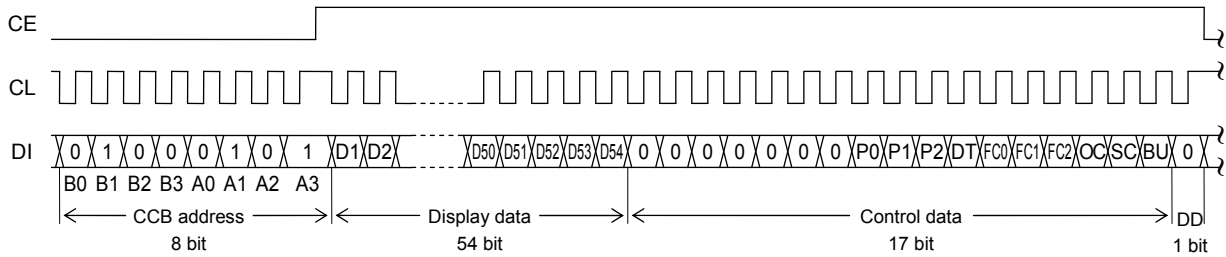 CE
CL
DI 0 1 0 0 0 1 0 1 D1 D2 D50 D51 D52 D53 D54 0 0 0 0 0 0 0 P0 P1 P2 DT FC0 FC1 FC2 OC SC BU 0
B0 B1 B2 B3 A0 A1 A2 A3
CCB address Display data Control data DD
8 bit 54 bit 17 bit 1 bit